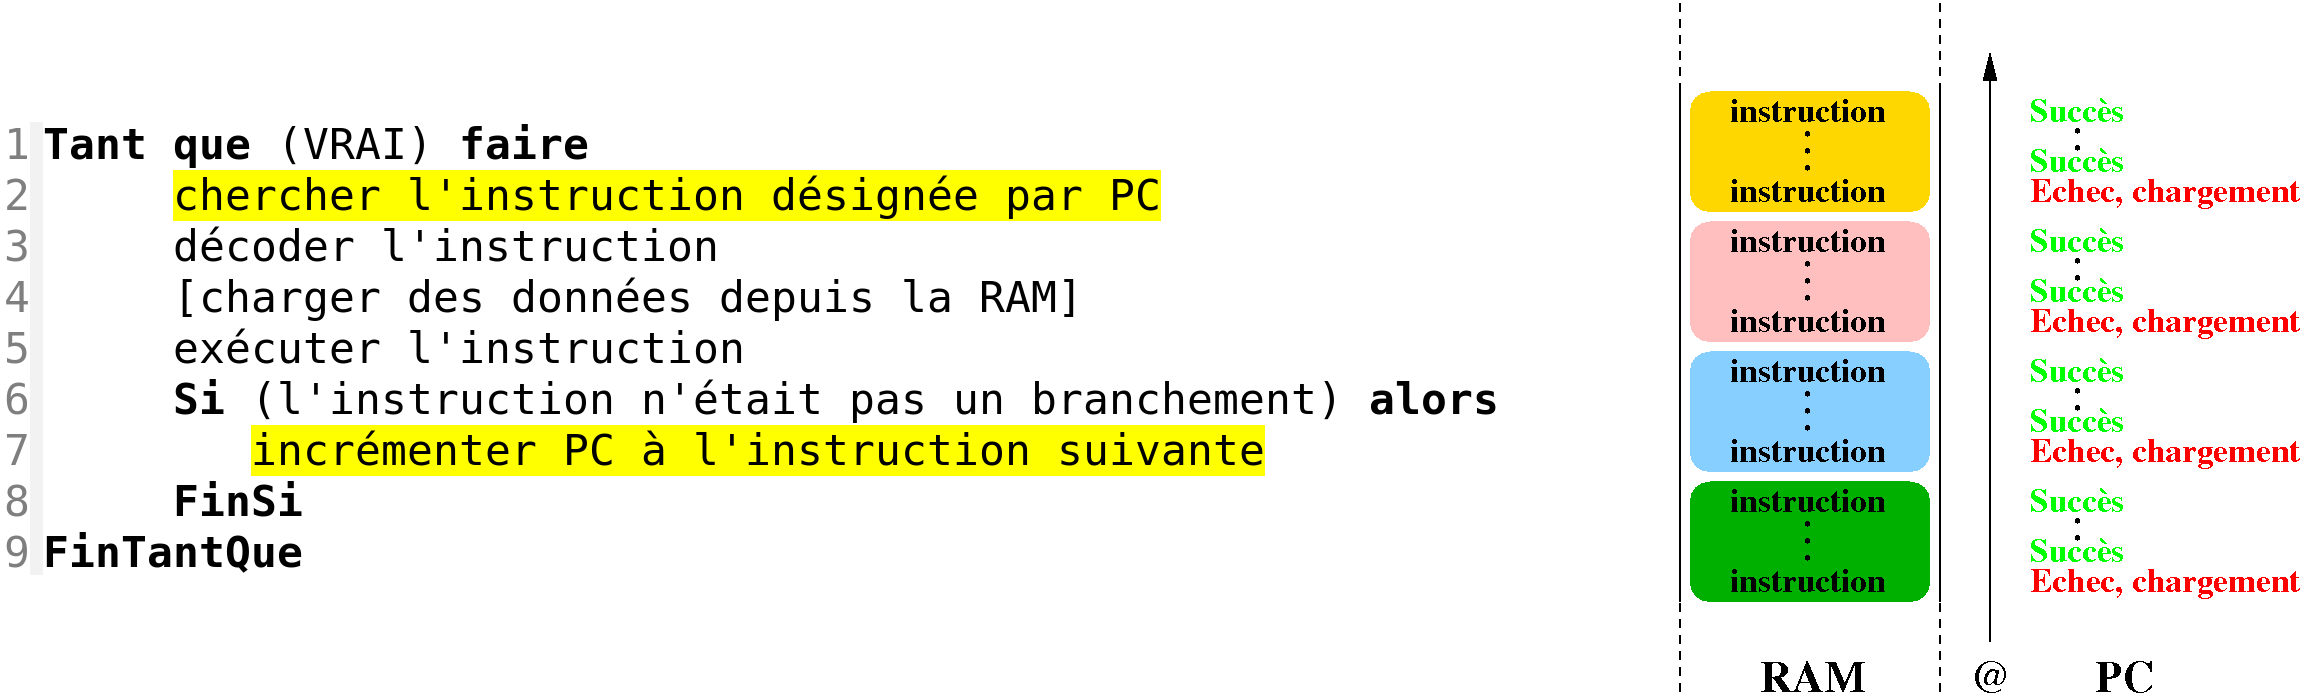 1 Tant que (VRAI) faire
2 chercher l'instruction désignée par PC
3 décoder l'instruction
4 [charger des données depuis la RAM]
5 exécuter l'instruction
6 Si (l'instruction n'était pas un branchement) alors
7 incrémenter PC à l'instruction suivante
8 FinSi
9 FinTantQue
instruction
instruction
instruction
instruction
instruction
instruction
instruction
instruction
RAM
@
Succès
Succès
Echec, chargement
Succès
Succès
Echec, chargement
Succès
Succès
Echec, chargement
Succès
Succès
Echec, chargement
PC